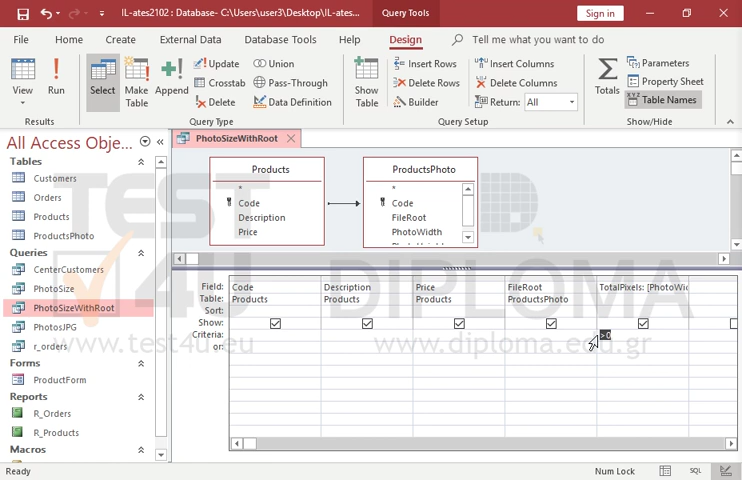 IL-ates2102 : Database- C:\Users\user3\Desktop\IL-ates...
Query Tools
Sign in
File
Home
Create
External Data
Database Tools
Help
Design
Tell me what you want to do
View
Run
Results
Select
Make
Table
Append
Update
Crosstab
Delete
Union
Pass-Through
Data Definition
Query Type
Show
Table
Insert Rows
Delete Rows
Builder
Insert Columns
Delete Columns
Return:
All
Query Setup
Totals
Parameters
Property Sheet
XYZ
Table Names
Show/Hide
All Access Obje...
Tables
Customers
Orders
Products
ProductsPhoto
Queries
CenterCustomers
PhotoSize
PhotoSizeWithRoot
PhotosJPG
r_orders
Forms
ProductForm
Reports
R_Orders
R_Products
Macros
PhotoSizeWithRoot
Products
*
Code
Description
Price
ProductsPhoto
*
Code
FileRoot
PhotoWidth
Field:
Table:
Sort:
Show:
Criteria:
or:
Code
Products
Description
Products
Price
Products
FileRoot
ProductsPhoto
TotalPixels: [PhotoWid
>0
TEST
4U
www.test4u.eu
D
DIPLOMA
www.diploma.edu.gr
Ready
Num Lock
SQL